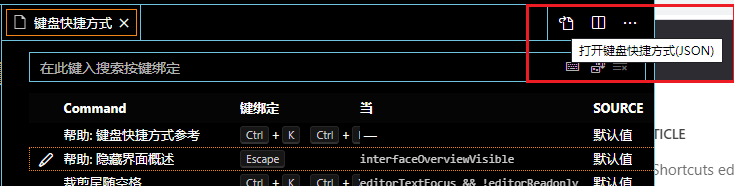 键盘快捷方式
打开键盘快捷方式(JSON)
在此键入搜索按键绑定
Command 键绑定 当 SOURCE
帮助: 键盘快捷方式参考 Ctrl + K Ctrl + — 默认值
帮助: 隐藏界面概述 Escape interfaceOverviewVisible 默认值
裁剪尾随空格 Ctrl + K Ctrl + editorTextFocus && !editorReadonly 默认值
TICLE
Shortcuts ed